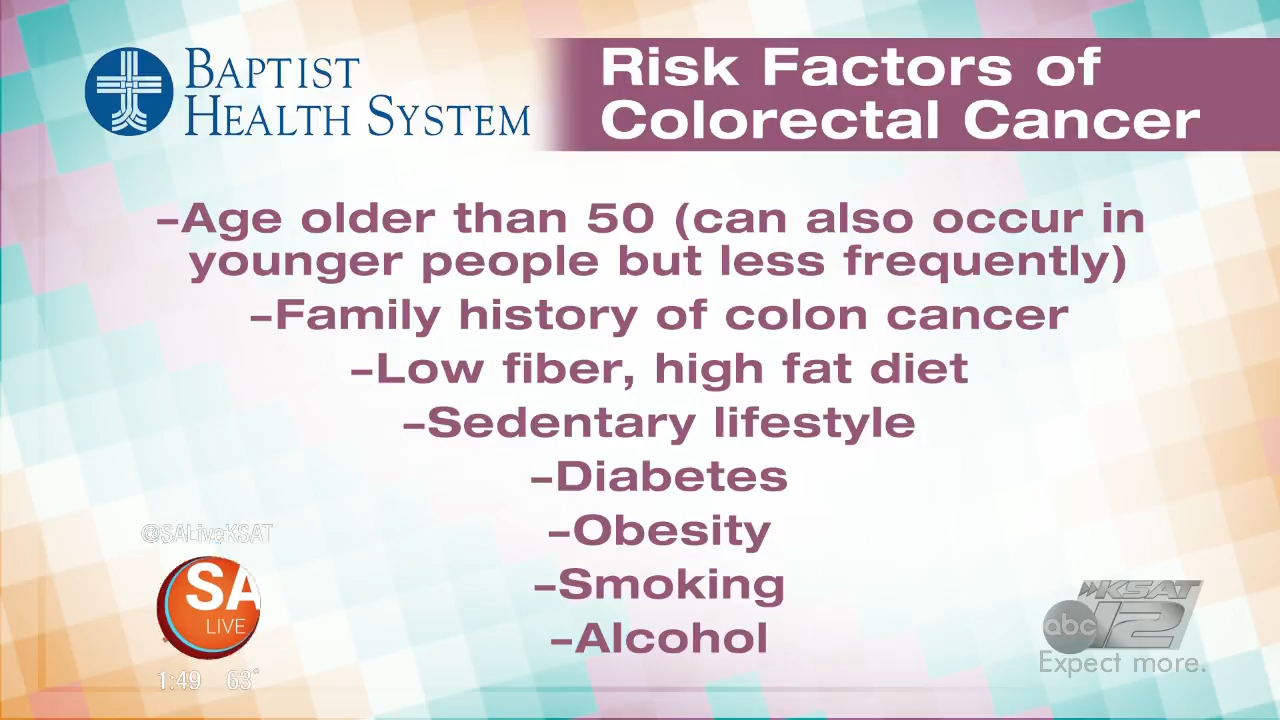 BAPTIST
HEALTH SYSTEM
Risk Factors of
Colorectal Cancer
–Age older than 50 (can also occur in
younger people but less frequently)
–Family history of colon cancer
–Low fiber, high fat diet
–Sedentary lifestyle
–Diabetes
–Obesity
–Smoking
–Alcohol
@SALiveKSAT
SA
LIVE
1:49 63°
KSAT
abc 12
Expect more.